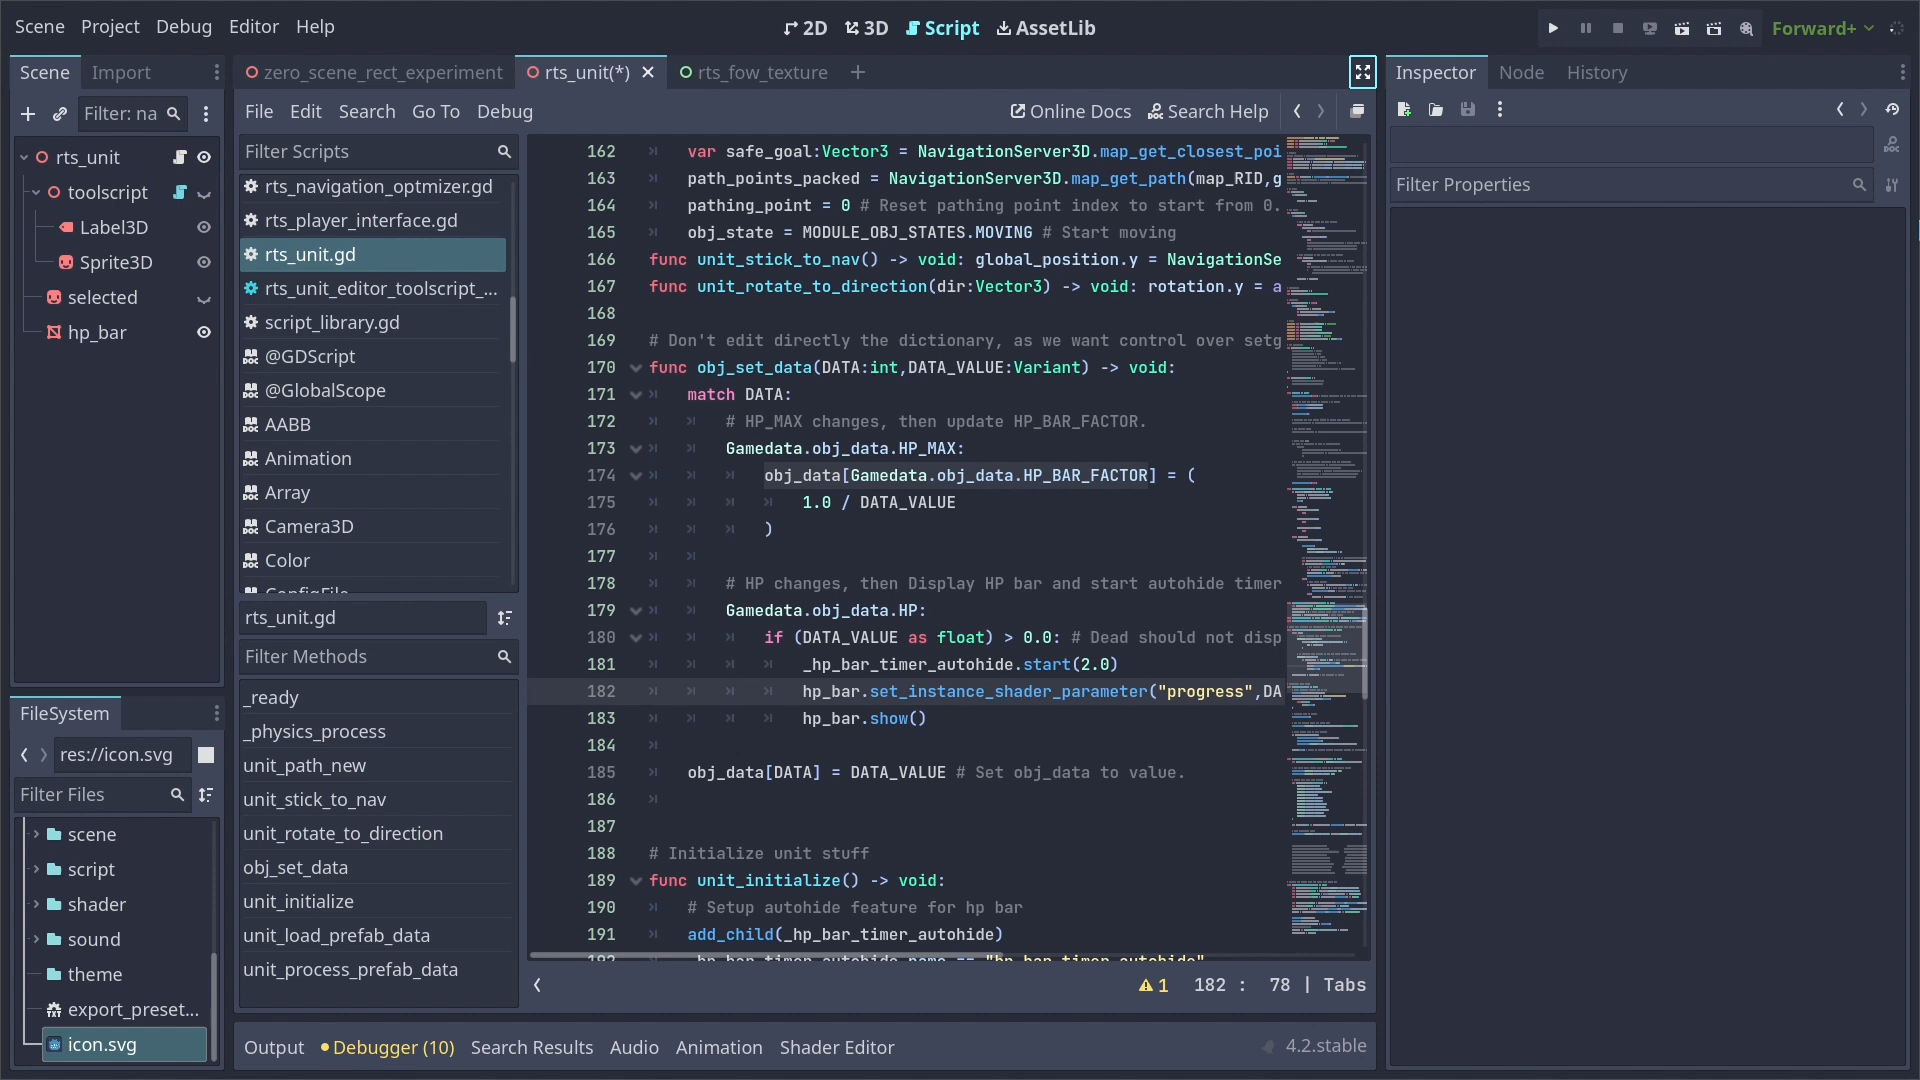 Scene Project Debug Editor Help
2D 3D Script AssetLib
Forward+
Scene Import
zero_scene_rect_experiment rts_unit(*) rts_fow_texture
Inspector Node History
Filter: na
File Edit Search Go To Debug
Online Docs Search Help
rts_unit
toolscript
Label3D
Sprite3D
selected
hp_bar
Filter Scripts
rts_navigation_optmizer.gd
rts_player_interface.gd
rts_unit.gd
rts_unit_editor_toolscript_...
script_library.gd
@GDScript
@GlobalScope
AABB
Animation
Array
Camera3D
Color
ConfigFile
rts_unit.gd
Filter Methods
_ready
_physics_process
unit_path_new
unit_stick_to_nav
unit_rotate_to_direction
obj_set_data
unit_initialize
unit_load_prefab_data
unit_process_prefab_data
162 var safe_goal:Vector3 = NavigationServer3D.map_get_closest_poi
163 path_points_packed = NavigationServer3D.map_get_path(map_RID,g
164 pathing_point = 0 # Reset pathing point index to start from 0.
165 obj_state = MODULE_OBJ_STATES.MOVING # Start moving
166 func unit_stick_to_nav() -> void: global_position.y = NavigationSe
167 func unit_rotate_to_direction(dir:Vector3) -> void: rotation.y = a
168
169 # Don't edit directly the dictionary, as we want control over setg
170 func obj_set_data(DATA:int,DATA_VALUE:Variant) -> void:
171 match DATA:
172 # HP_MAX changes, then update HP_BAR_FACTOR.
173 Gamedata.obj_data.HP_MAX:
174 obj_data[Gamedata.obj_data.HP_BAR_FACTOR] = (
175 1.0 / DATA_VALUE
176 )
177
178 # HP changes, then Display HP bar and start autohide timer
179 Gamedata.obj_data.HP:
180 if (DATA_VALUE as float) > 0.0: # Dead should not disp
181 _hp_bar_timer_autohide.start(2.0)
182 hp_bar.set_instance_shader_parameter("progress",DA
183 hp_bar.show()
184
185 obj_data[DATA] = DATA_VALUE # Set obj_data to value.
186
187
188 # Initialize unit stuff
189 func unit_initialize() -> void:
190 # Setup autohide feature for hp bar
191 add_child(_hp_bar_timer_autohide)
192 _hp_bar_timer_autohide.name == "hp_bar_timer_autohide"
1 182 : 78 | Tabs
FileSystem
res://icon.svg
Filter Files
scene
script
shader
sound
theme
export_preset...
icon.svg
Output Debugger (10) Search Results Audio Animation Shader Editor
4.2.stable
Filter Properties